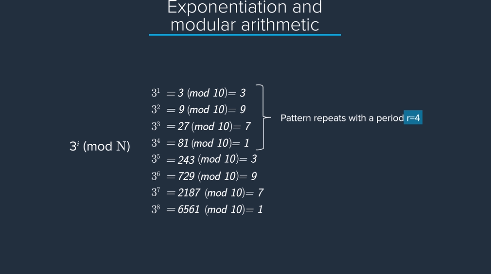 Exponentiation and
modular arithmetic
3¹ = 3 (mod 10)= 3
3² = 9 (mod 10)= 9
3³ = 27 (mod 10)= 7
3⁴ = 81 (mod 10)= 1
3⁵ = 243 (mod 10)= 3
3⁶ = 729 (mod 10)= 9
3⁷ = 2187 (mod 10)= 7
3⁸ = 6561 (mod 10)= 1
3ⁱ (mod N)
Pattern repeats with a period r=4